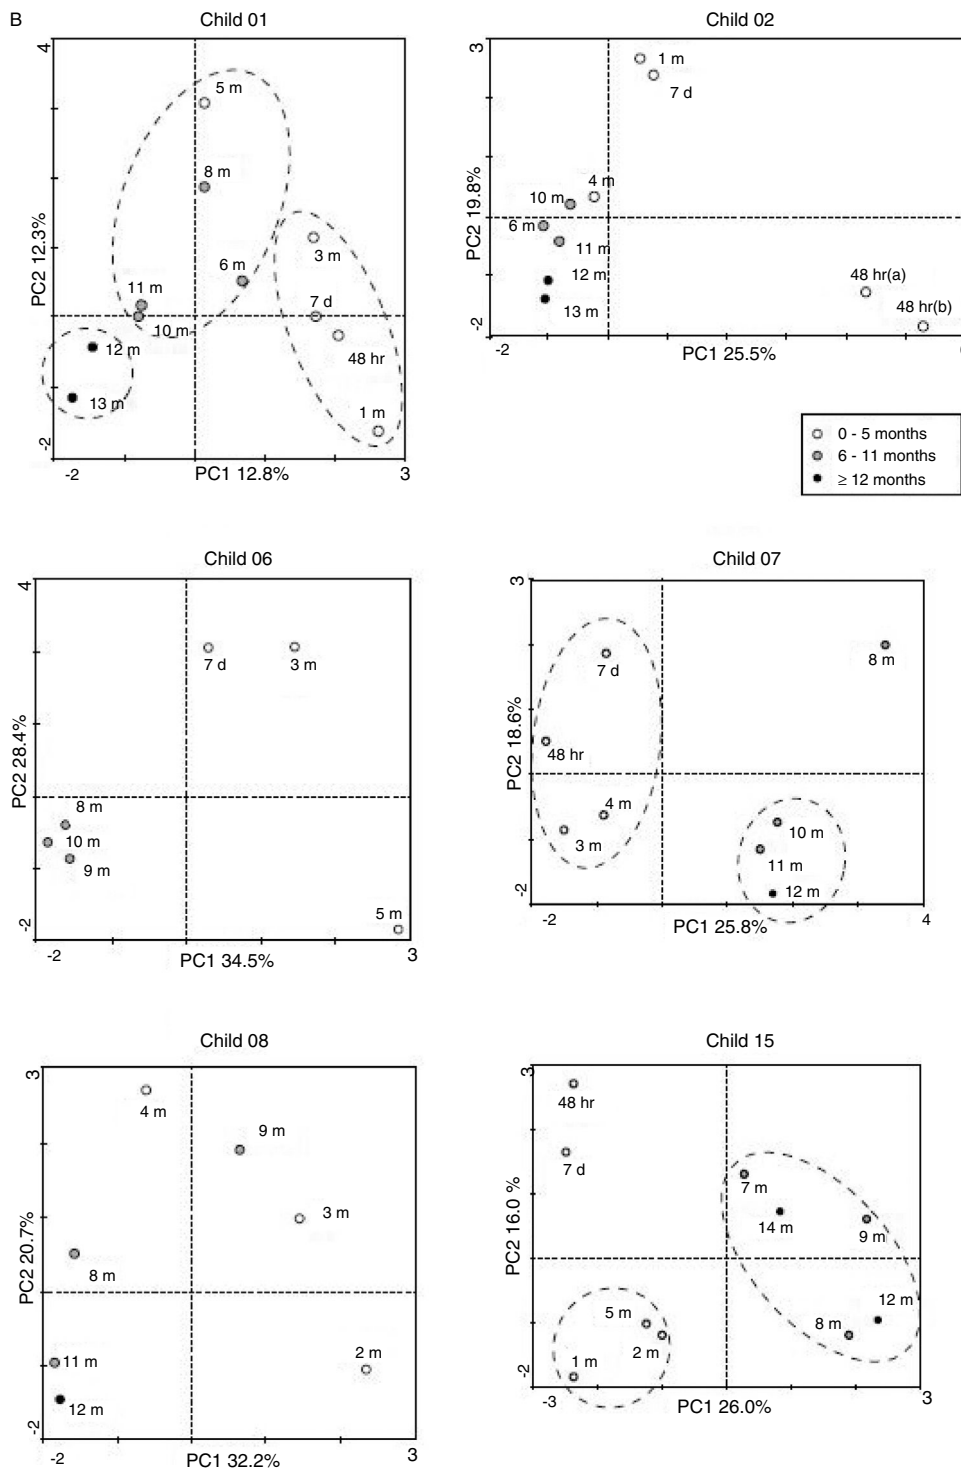 B
Child 01
4
5 m
8 m
PC2 12.3%
3 m
6 m
11 m
7 d
10 m
12 m
48 hr
13 m
1 m
-2
-2
PC1 12.8%
3
Child 02
3
1 m
7 d
4 m
10 m
PC2 19.8%
6 m
11 m
12 m
48 hr(a)
13 m
48 hr(b)
-2
-2
PC1 25.5%
0 - 5 months
6 - 11 months
≥ 12 months
Child 06
4
7 d
3 m
PC2 28.4%
8 m
10 m
9 m
5 m
-2
-2
PC1 34.5%
3
Child 07
3
7 d
8 m
PC2 18.6%
48 hr
4 m
10 m
3 m
11 m
12 m
-2
-2
PC1 25.8%
4
Child 08
3
4 m
9 m
3 m
PC2 20.7%
8 m
11 m
2 m
12 m
-2
-2
PC1 32.2%
3
Child 15
3
48 hr
7 d
7 m
PC2 16.0 %
14 m
9 m
12 m
5 m
8 m
2 m
1 m
-2
-3
PC1 26.0%
3